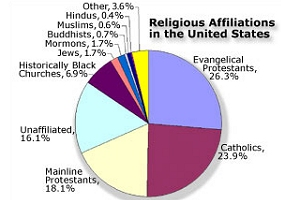 Religious Affiliations
in the United States
Other, 3.6%
Hindus, 0.4%
Muslims, 0.6%
Buddhists, 0.7%
Mormons, 1.7%
Jews, 1.7%
Historically Black
Churches, 6.9%
Unaffiliated,
16.1%
Mainline
Protestants,
18.1%
Evangelical
Protestants,
26.3%
Catholics,
23.9%